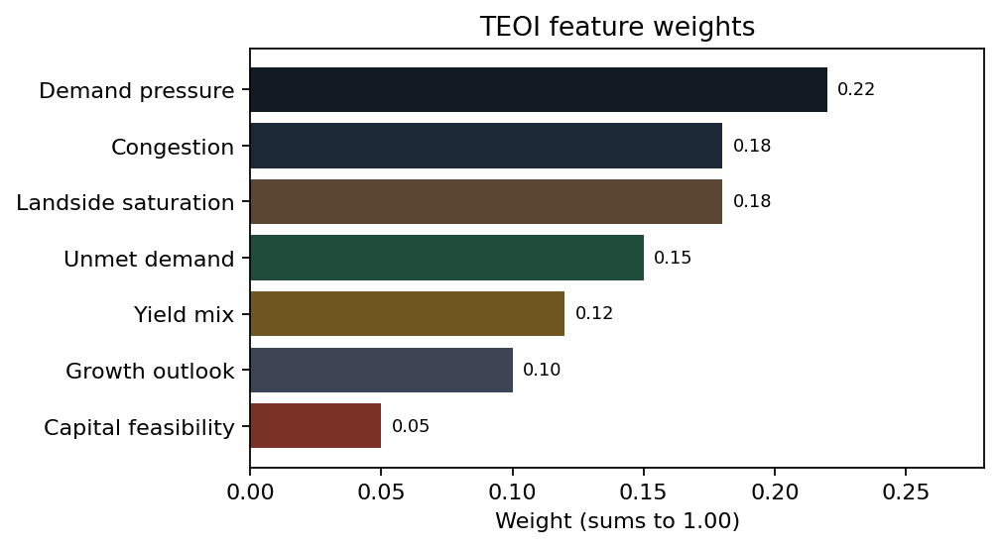 TEOI feature weights
Demand pressure 0.22
Congestion 0.18
Landside saturation 0.18
Unmet demand 0.15
Yield mix 0.12
Growth outlook 0.10
Capital feasibility 0.05
0.00 0.05 0.10 0.15 0.20 0.25
Weight (sums to 1.00)